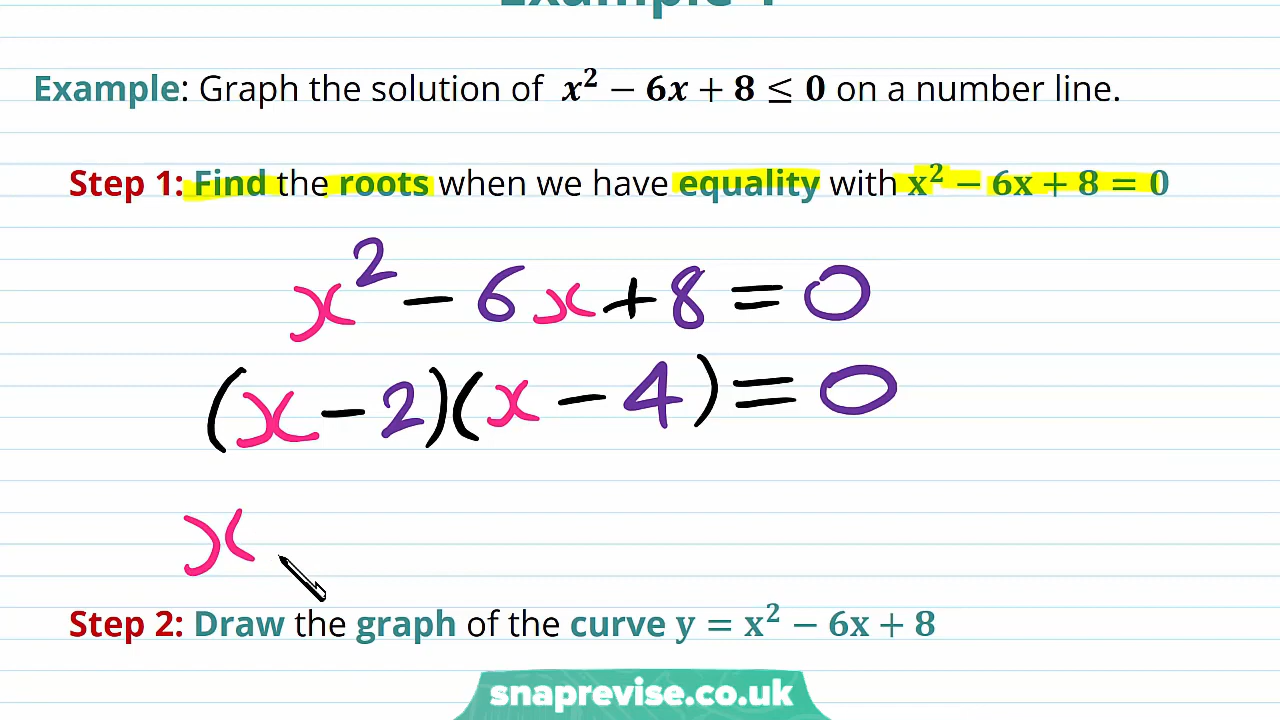 Example 1
Example: Graph the solution of x² − 6x + 8 ≤ 0 on a number line.
Step 1: Find the roots when we have equality with x² − 6x + 8 = 0
x² − 6x + 8 = 0
(x − 2)(x − 4) = 0
x
Step 2: Draw the graph of the curve y = x² − 6x + 8
snaprevise.co.uk